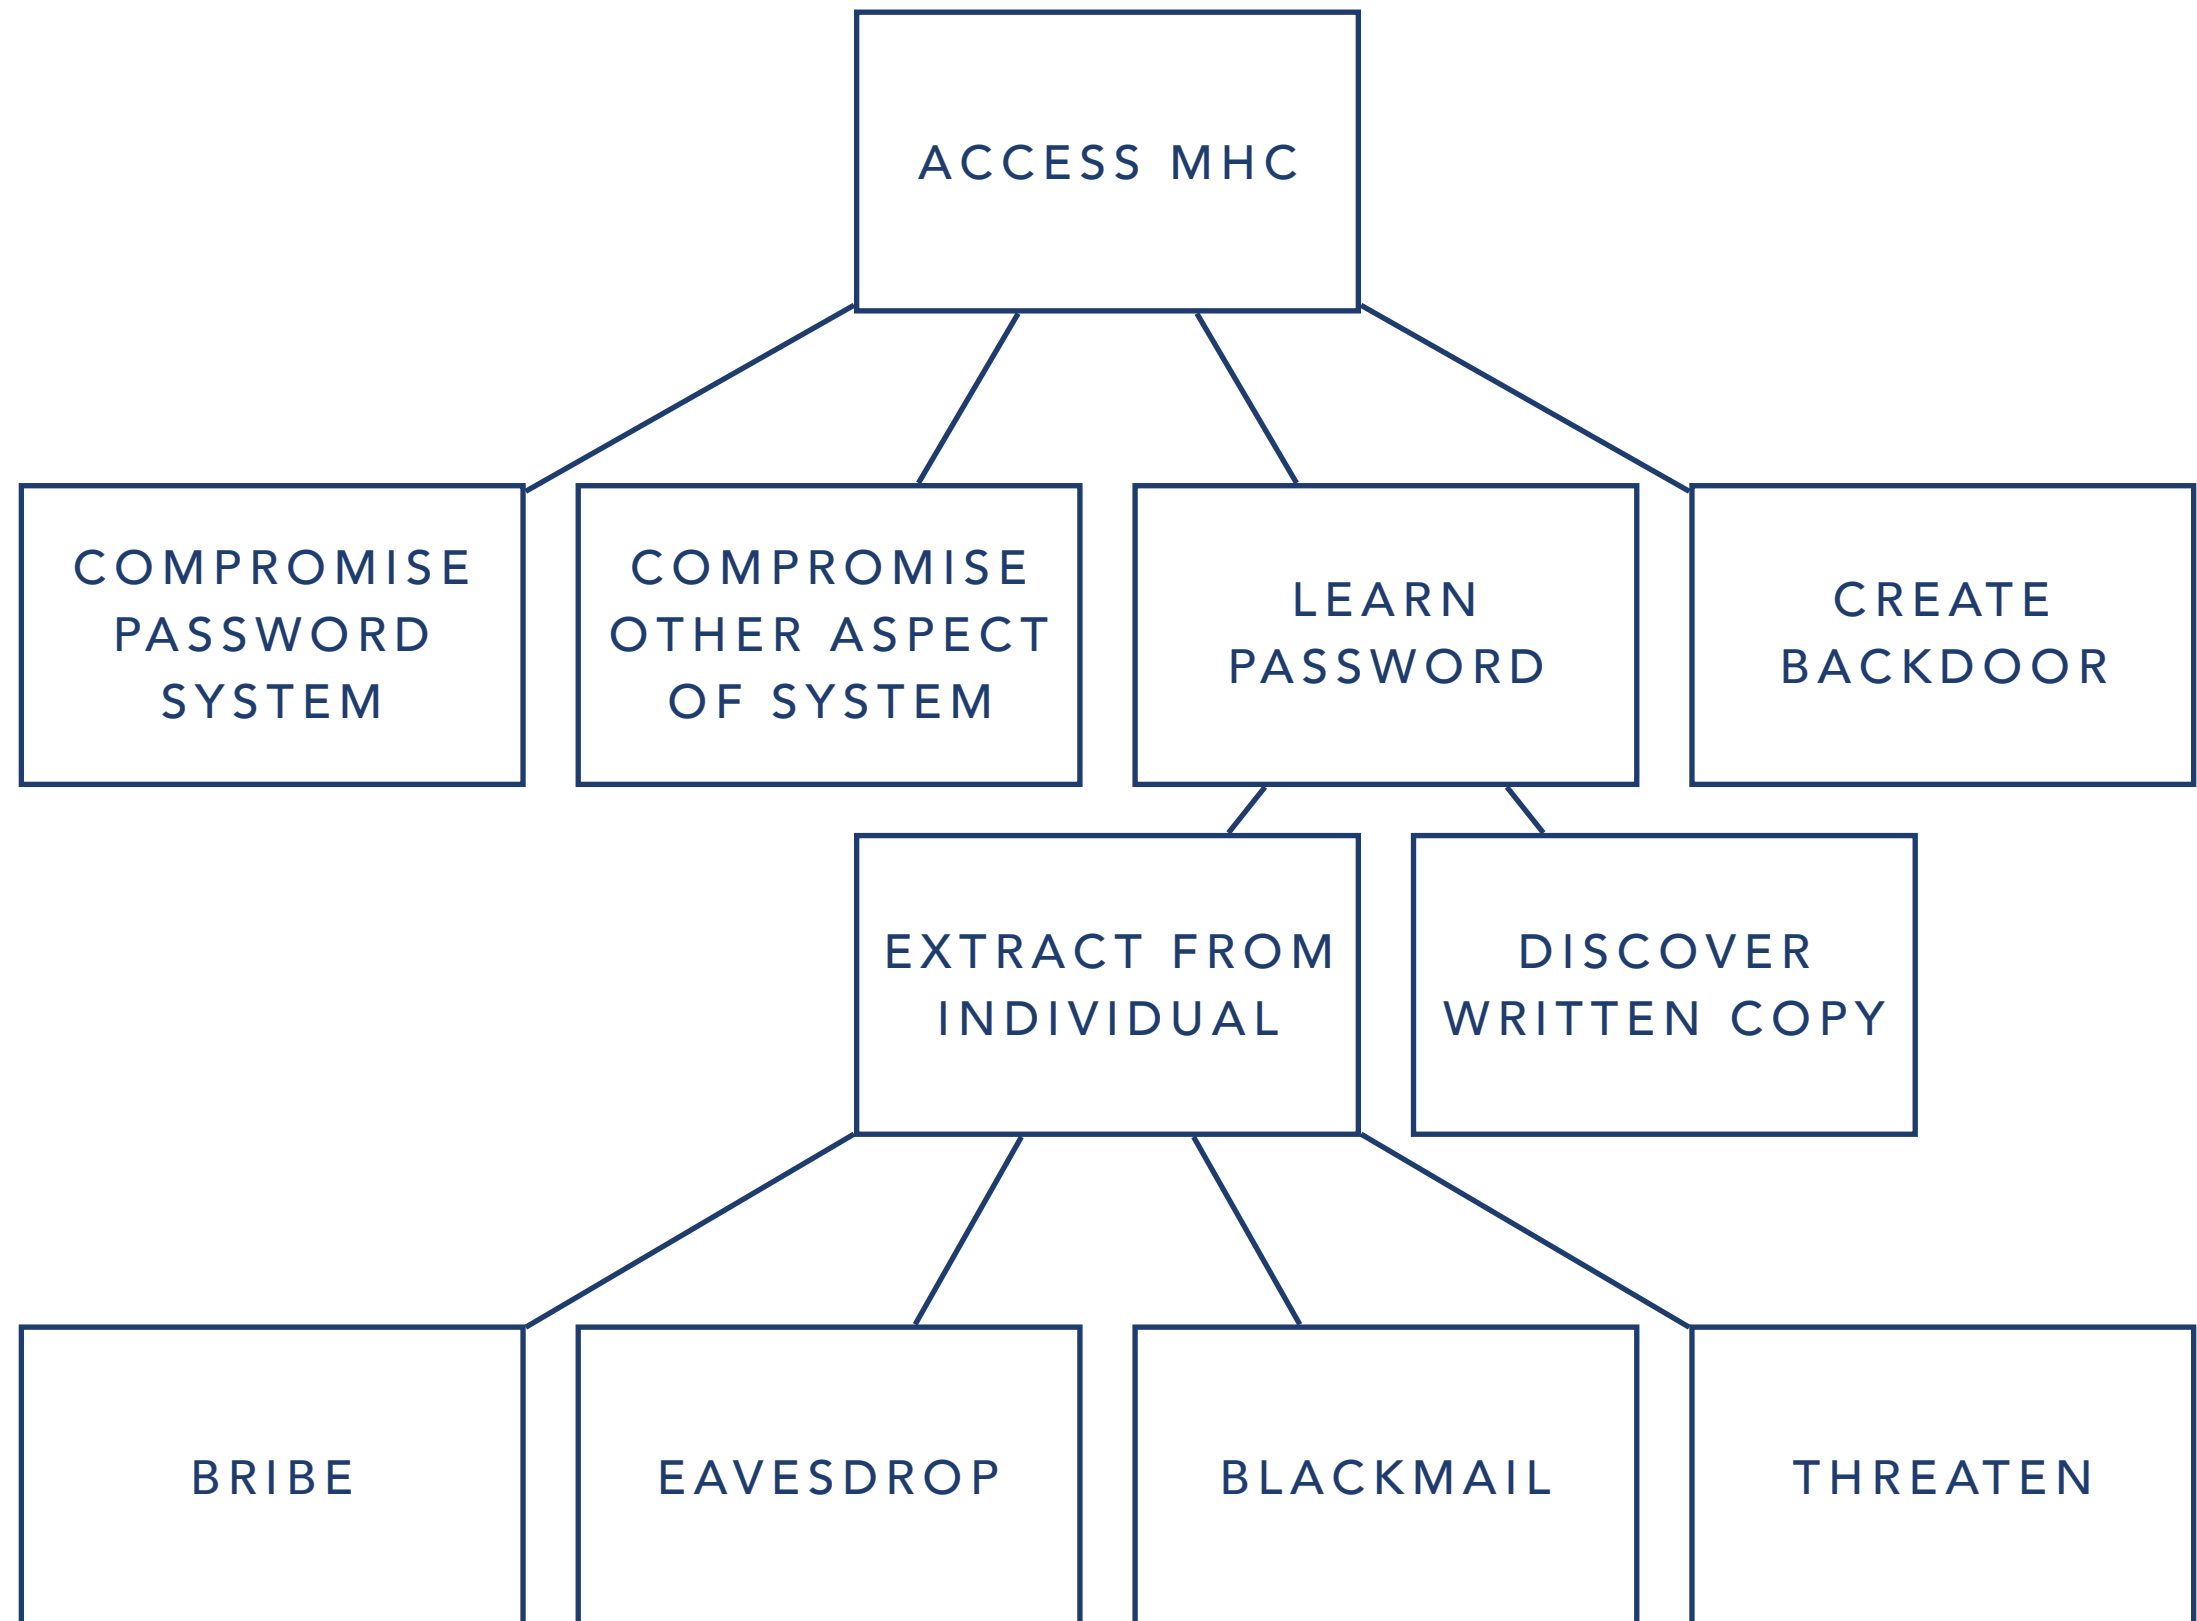 ACCESS MHC
COMPROMISE
PASSWORD
SYSTEM
COMPROMISE
OTHER ASPECT
OF SYSTEM
LEARN
PASSWORD
CREATE
BACKDOOR
EXTRACT FROM
INDIVIDUAL
DISCOVER
WRITTEN COPY
BRIBE
EAVESDROP
BLACKMAIL
THREATEN